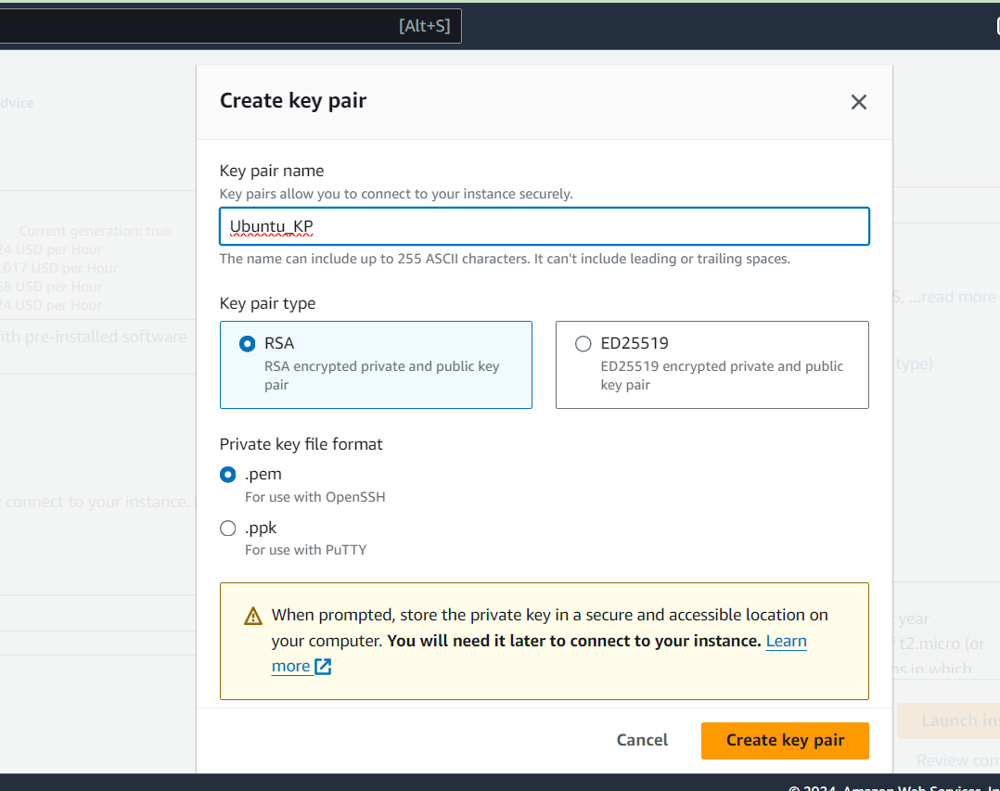 [Alt+S]
Create key pair
dvice
Key pair name
Key pairs allow you to connect to your instance securely.
Ubuntu_KP
The name can include up to 255 ASCII characters. It can't include leading or trailing spaces.
Current generation: true
24 USD per Hour
.017 USD per Hour
58 USD per Hour
24 USD per Hour
ith pre-installed software
S, ...read more
type)
Key pair type
RSA
RSA encrypted private and public key
pair
ED25519
ED25519 encrypted private and public
key pair
Private key file format
.pem
For use with OpenSSH
.ppk
For use with PuTTY
connect to your instance.
When prompted, store the private key in a secure and accessible location on
your computer. You will need it later to connect to your instance. Learn
more
year
f t2.micro (or
ns in which
Cancel
Create key pair
Launch in
Review com
© 2024, Amazon Web Services, In